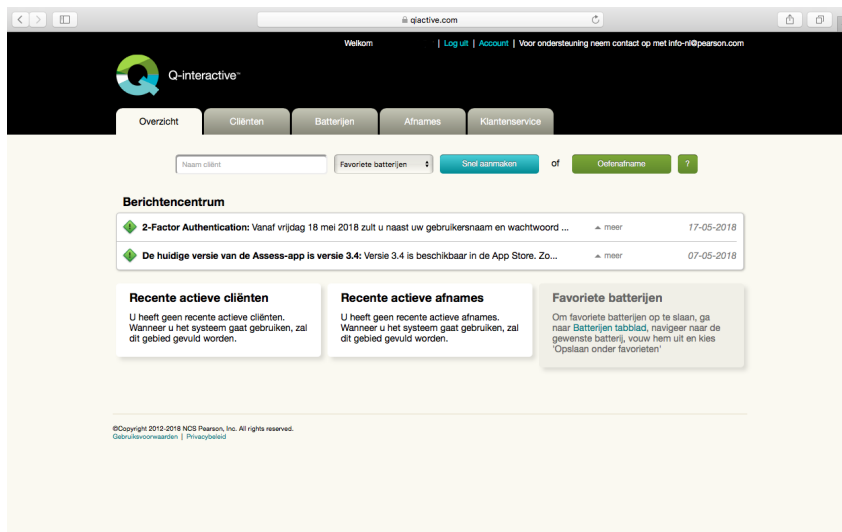 qiactive.com
Welkom | Log uit | Account | Voor ondersteuning neem contact op met info-nl@pearson.com
Q-interactive™
Overzicht Cliënten Batterijen Afnames Klantenservice
Naam cliënt Favoriete batterijen Snel aanmaken of Oefenafname ?
Berichtencentrum
2-Factor Authentication: Vanaf vrijdag 18 mei 2018 zult u naast uw gebruikersnaam en wachtwoord ... meer 17-05-2018
De huidige versie van de Assess-app is versie 3.4: Versie 3.4 is beschikbaar in de App Store. Zo... meer 07-05-2018
Recente actieve cliënten
U heeft geen recente actieve cliënten.
Wanneer u het systeem gaat gebruiken, zal
dit gebied gevuld worden.
Recente actieve afnames
U heeft geen recente actieve afnames.
Wanneer u het systeem gaat gebruiken, zal
dit gebied gevuld worden.
Favoriete batterijen
Om favoriete batterijen op te slaan, ga
naar Batterijen tabblad, navigeer naar de
gewenste batterij, vouw hem uit en kies
'Opslaan onder favorieten'
©Copyright 2012-2018 NCS Pearson, Inc. All rights reserved.
Gebruiksvoorwaarden | Privacybeleid